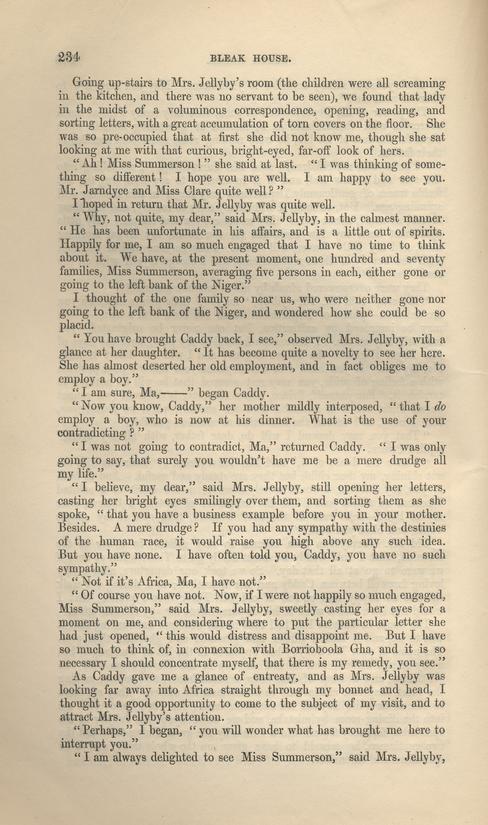 234
BLEAK HOUSE.
Going up-stairs to Mrs. Jellyby's room (the children were all screaming
in the kitchen, and there was no servant to be seen), we found that lady
in the midst of a voluminous correspondence, opening, reading, and
sorting letters, with a great accumulation of torn covers on the floor. She
was so pre-occupied that at first she did not know me, though she sat
looking at me with that curious, bright-eyed, far-off look of hers.
"Ah! Miss Summerson!" she said at last. "I was thinking of some-
thing so different! I hope you are well. I am happy to see you.
Mr. Jarndyce and Miss Clare quite well?"
I hoped in return that Mr. Jellyby was quite well.
"Why, not quite, my dear," said Mrs. Jellyby, in the calmest manner.
"He has been unfortunate in his affairs, and is a little out of spirits.
Happily for me, I am so much engaged that I have no time to think
about it. We have, at the present moment, one hundred and seventy
families, Miss Summerson, averaging five persons in each, either gone or
going to the left bank of the Niger."
I thought of the one family so near us, who were neither gone nor
going to the left bank of the Niger, and wondered how she could be so
placid.
"You have brought Caddy back, I see," observed Mrs. Jellyby, with a
glance at her daughter. "It has become quite a novelty to see her here.
She has almost deserted her old employment, and in fact obliges me to
employ a boy."
"I am sure, Ma,——" began Caddy.
"Now you know, Caddy," her mother mildly interposed, "that I do
employ a boy, who is now at his dinner. What is the use of your
contradicting?"
"I was not going to contradict, Ma," returned Caddy. "I was only
going to say, that surely you wouldn't have me be a mere drudge all
my life."
"I believe, my dear," said Mrs. Jellyby, still opening her letters,
casting her bright eyes smilingly over them, and sorting them as she
spoke, "that you have a business example before you in your mother.
Besides. A mere drudge? If you had any sympathy with the destinies
of the human race, it would raise you high above any such idea.
But you have none. I have often told you, Caddy, you have no such
sympathy."
"Not if it's Africa, Ma, I have not."
"Of course you have not. Now, if I were not happily so much engaged,
Miss Summerson," said Mrs. Jellyby, sweetly casting her eyes for a
moment on me, and considering where to put the particular letter she
had just opened, "this would distress and disappoint me. But I have
so much to think of, in connexion with Borrioboola Gha, and it is so
necessary I should concentrate myself, that there is my remedy, you see."
As Caddy gave me a glance of entreaty, and as Mrs. Jellyby was
looking far away into Africa straight through my bonnet and head, I
thought it a good opportunity to come to the subject of my visit, and to
attract Mrs. Jellyby's attention.
"Perhaps," I began, "you will wonder what has brought me here to
interrupt you."
"I am always delighted to see Miss Summerson," said Mrs. Jellyby,